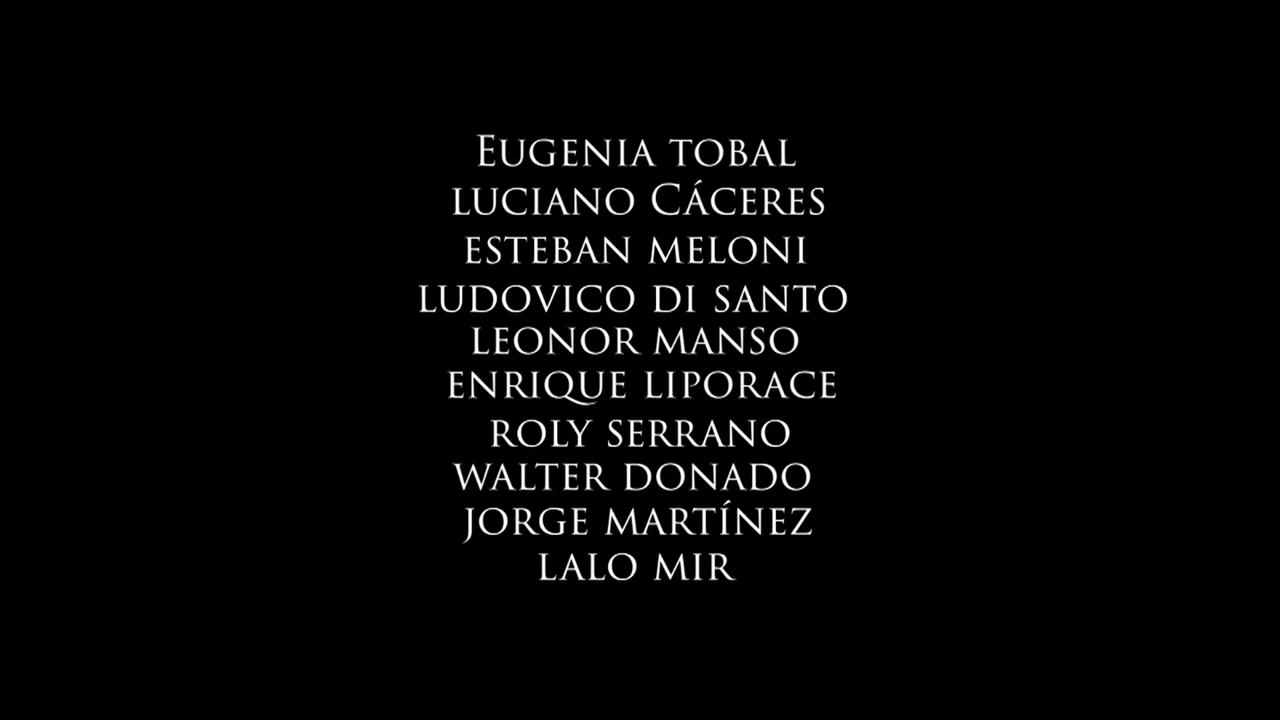 EUGENIA TOBAL
LUCIANO CÁCERES
ESTEBAN MELONI
LUDOVICO DI SANTO
LEONOR MANSO
ENRIQUE LIPORACE
ROLY SERRANO
WALTER DONADO
JORGE MARTÍNEZ
LALO MIR